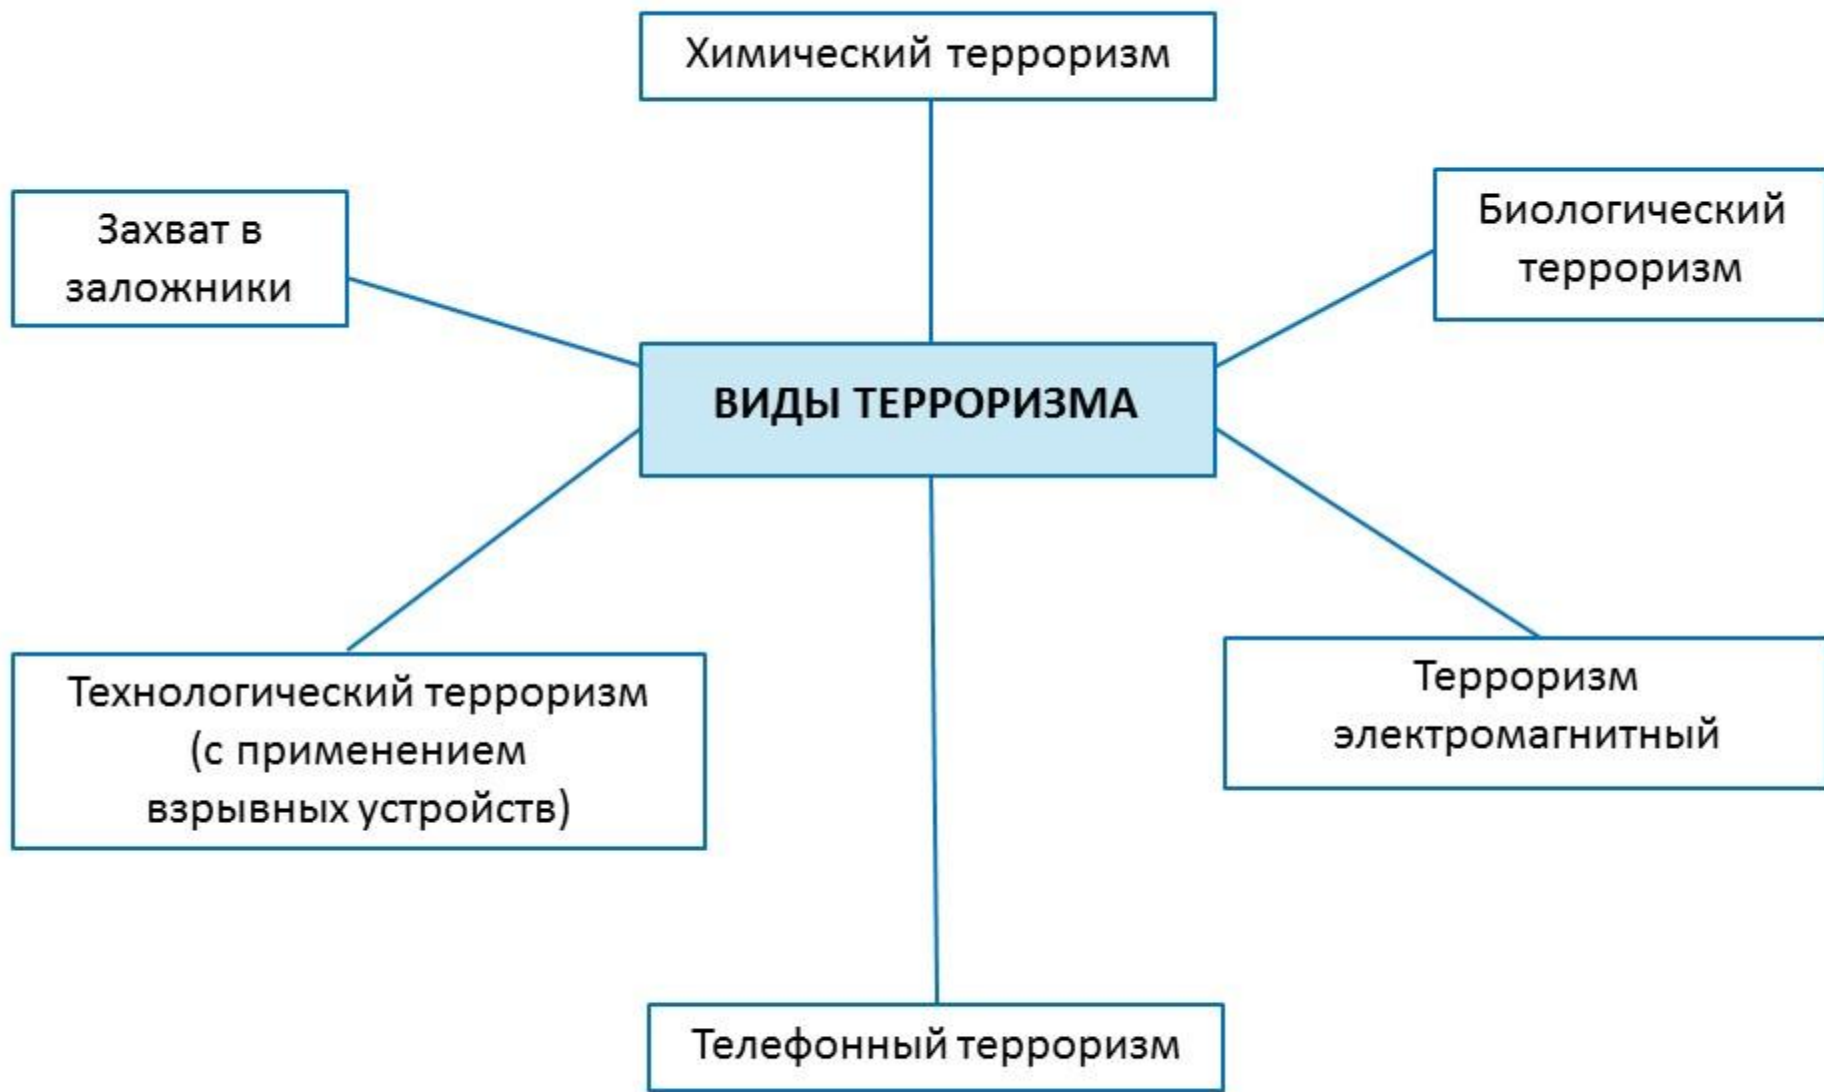 Химический терроризм
Захват в
заложники
Биологический
терроризм
ВИДЫ ТЕРРОРИЗМА
Технологический терроризм
(с применением
взрывных устройств)
Терроризм
электромагнитный
Телефонный терроризм